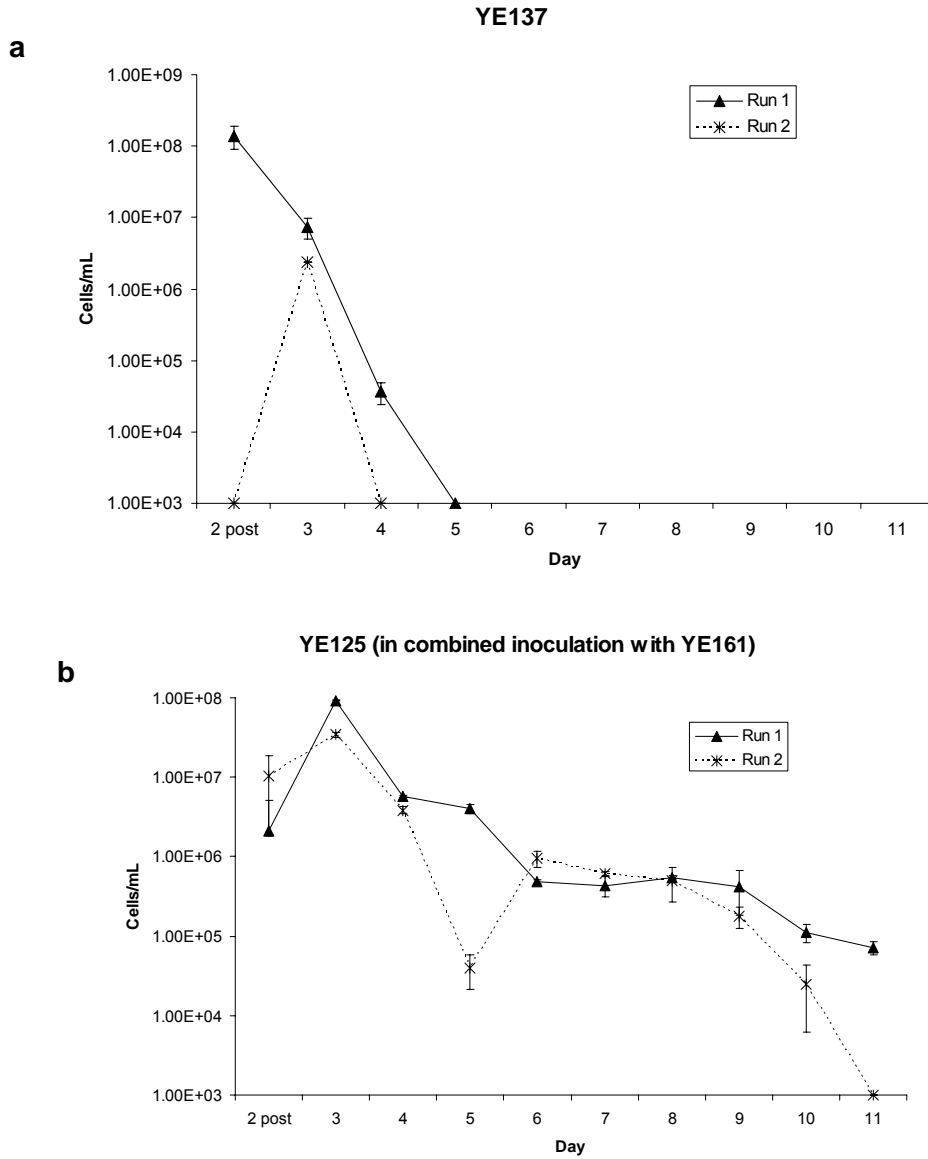 YE137
a
1.00E+09
1.00E+08
1.00E+07
1.00E+06
1.00E+05
1.00E+04
1.00E+03
Cells/mL
Run 1
Run 2
2 post 3 4 5 6 7 8 9 10 11
Day
YE125 (in combined inoculation with YE161)
b
1.00E+08
1.00E+07
1.00E+06
1.00E+05
1.00E+04
1.00E+03
Cells/mL
Run 1
Run 2
2 post 3 4 5 6 7 8 9 10 11
Day